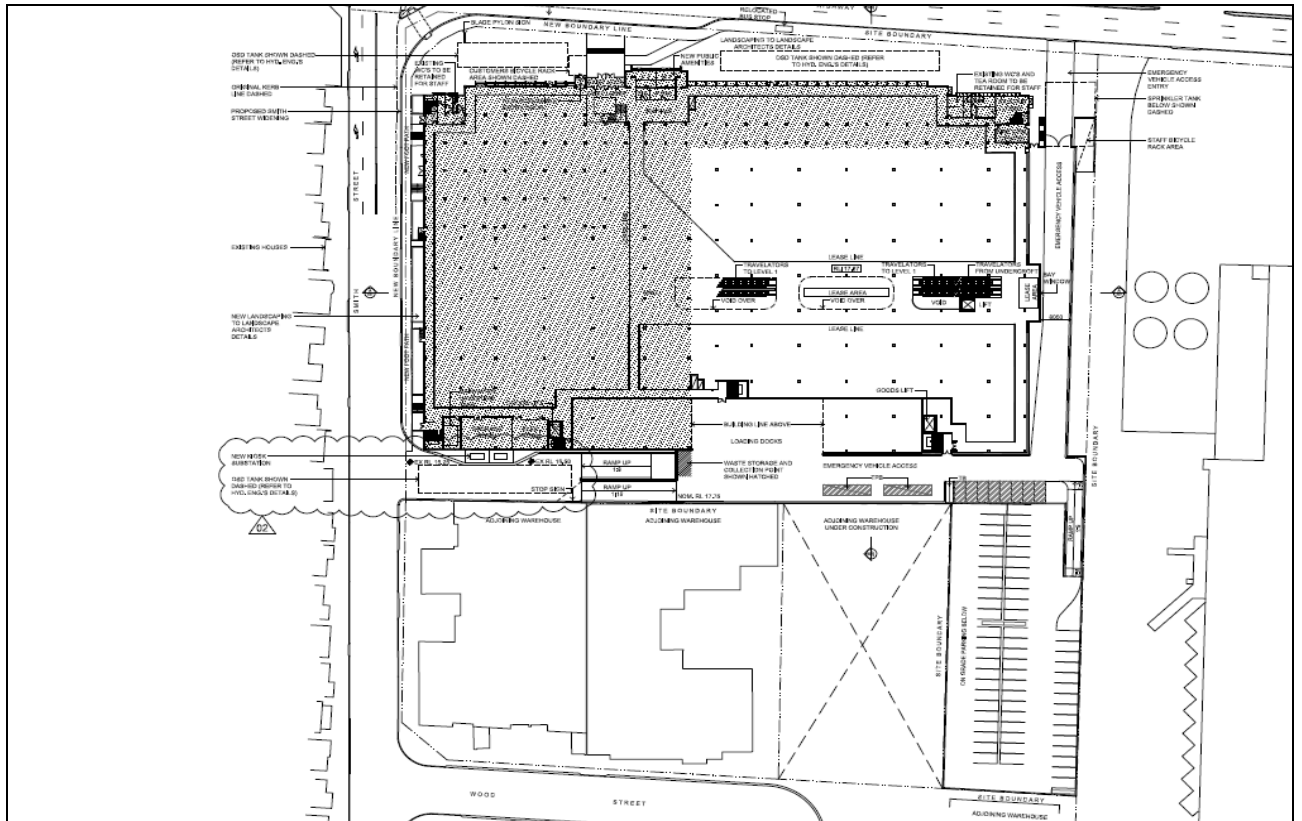 RELOCATED
BUS STOP
HIGHWAY
BLADE PYLON SIGN
NEW BOUNDARY LINE
SITE BOUNDARY
OSD TANK SHOWN DASHED
(REFER TO HYD. ENG.'S
DETAILS)
EXISTING
WC'S TO BE
RETAINED
FOR STAFF
CUSTOMERS BICYCLE RACK
AREA SHOWN DASHED
NEW PUBLIC
AMENITIES
LANDSCAPING TO LANDSCAPE
ARCHITECTS DETAILS
OSD TANK SHOWN DASHED (REFER
TO HYD. ENG.'S DETAILS)
EXISTING WC'S AND
TEA ROOM TO BE
RETAINED FOR STAFF
EMERGENCY
VEHICLE ACCESS
ENTRY
SPRINKLER TANK
BELOW SHOWN
DASHED
STAFF BICYCLE
RACK AREA
ORIGINAL KERB
LINE DASHED
PROPOSED SMITH
STREET WIDENING
NEW FOOT PATH
STREET
SMITH
NEW BOUNDARY LINE
EXISTING HOUSES
NEW LANDSCAPING
TO LANDSCAPE
ARCHITECTS
DETAILS
NEW FOOT PATH
EMERGENCY VEHICLE ACCESS
LEASE LINE
TRAVELATORS
TO LEVEL 1
VOID OVER
LEASE AREA
VOID OVER
TRAVELATORS
TO LEVEL 1
TRAVELATORS
FROM UNDERCROFT
VOID
LIFT
LEASE
AREA
BAY
WINDOW
LEASE LINE
GOODS LIFT
BUILDING LINE ABOVE
LOADING DOCKS
NEW KIOSK
SUBSTATION
OSD TANK SHOWN
DASHED (REFER TO
HYD. ENG'S DETAILS)
02
STOP SIGN
RAMP UP
RAMP UP
NOM. RL 17.75
WASTE STORAGE AND
COLLECTION POINT
SHOWN HATCHED
EMERGENCY VEHICLE ACCESS
SITE BOUNDARY
RAMP UP
SITE BOUNDARY
ADJOINING WAREHOUSE
ADJOINING WAREHOUSE
ADJOINING WAREHOUSE
UNDER CONSTRUCTION
SITE BOUNDARY
ON GRADE PARKING BELOW
WOOD
STREET
SITE BOUNDARY
ADJOINING WAREHOUSE